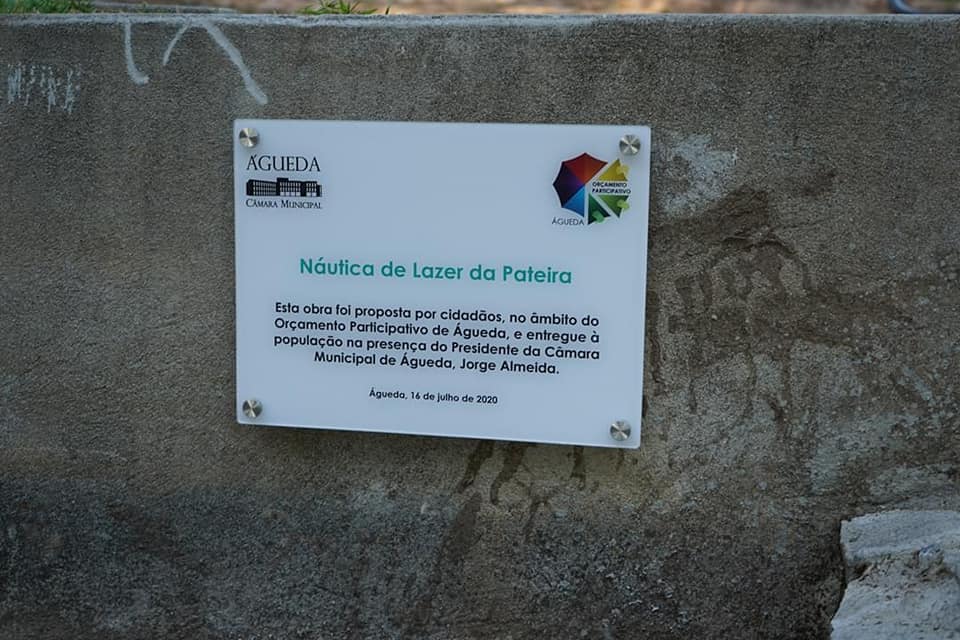 ÁGUEDA
CÂMARA MUNICIPAL
ORÇAMENTO
PARTICIPATIVO
ÁGUEDA
Náutica de Lazer da Pateira
Esta obra foi proposta por cidadãos, no âmbito do
Orçamento Participativo de Águeda, e entregue à
população na presença do Presidente da Câmara
Municipal de Águeda, Jorge Almeida.
Águeda, 16 de julho de 2020